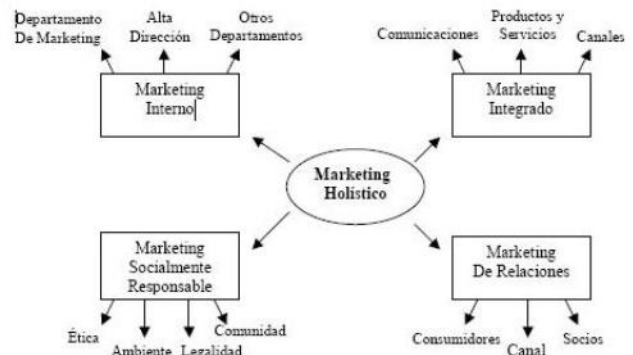 Departamento
De Marketing
Alta
Dirección
Otros
Departamentos
Comunicaciones
Productos y
Servicios
Canales
Marketing
Interno
Marketing
Integrado
Marketing
Holístico
Marketing
Socialmente
Responsable
Marketing
De Relaciones
Ética
Ambiente
Legalidad
Comunidad
Consumidores
Canal
Socios